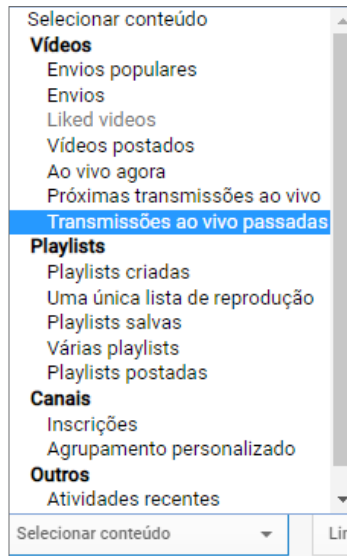 Selecionar conteúdo
Vídeos
Envios populares
Envios
Liked videos
Vídeos postados
Ao vivo agora
Próximas transmissões ao vivo
Transmissões ao vivo passadas
Playlists
Playlists criadas
Uma única lista de reprodução
Playlists salvas
Várias playlists
Playlists postadas
Canais
Inscrições
Agrupamento personalizado
Outros
Atividades recentes
Selecionar conteúdo